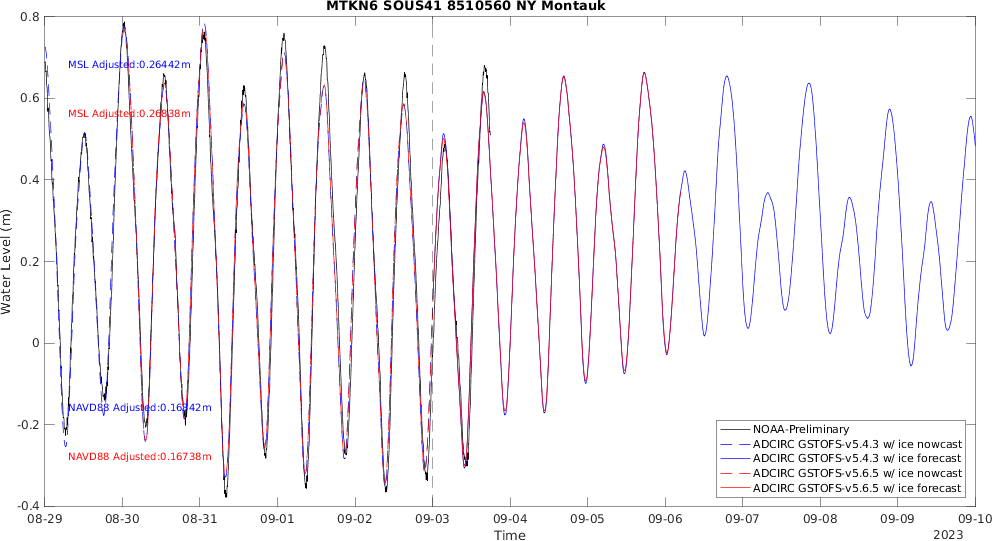 MTKN6 SOUS41 8510560 NY Montauk
Water Level (m)
0.8
0.6
0.4
0.2
0
-0.2
-0.4
MSL Adjusted:0.26442m
MSL Adjusted:0.26838m
NAVD88 Adjusted:0.16342m
NAVD88 Adjusted:0.16738m
NOAA-Preliminary
ADCIRC GSTOFS-v5.4.3 w/ ice nowcast
ADCIRC GSTOFS-v5.4.3 w/ ice forecast
ADCIRC GSTOFS-v5.6.5 w/ ice nowcast
ADCIRC GSTOFS-v5.6.5 w/ ice forecast
08-29 08-30 08-31 09-01 09-02 09-03 09-04 09-05 09-06 09-07 09-08 09-09 09-10
Time
2023